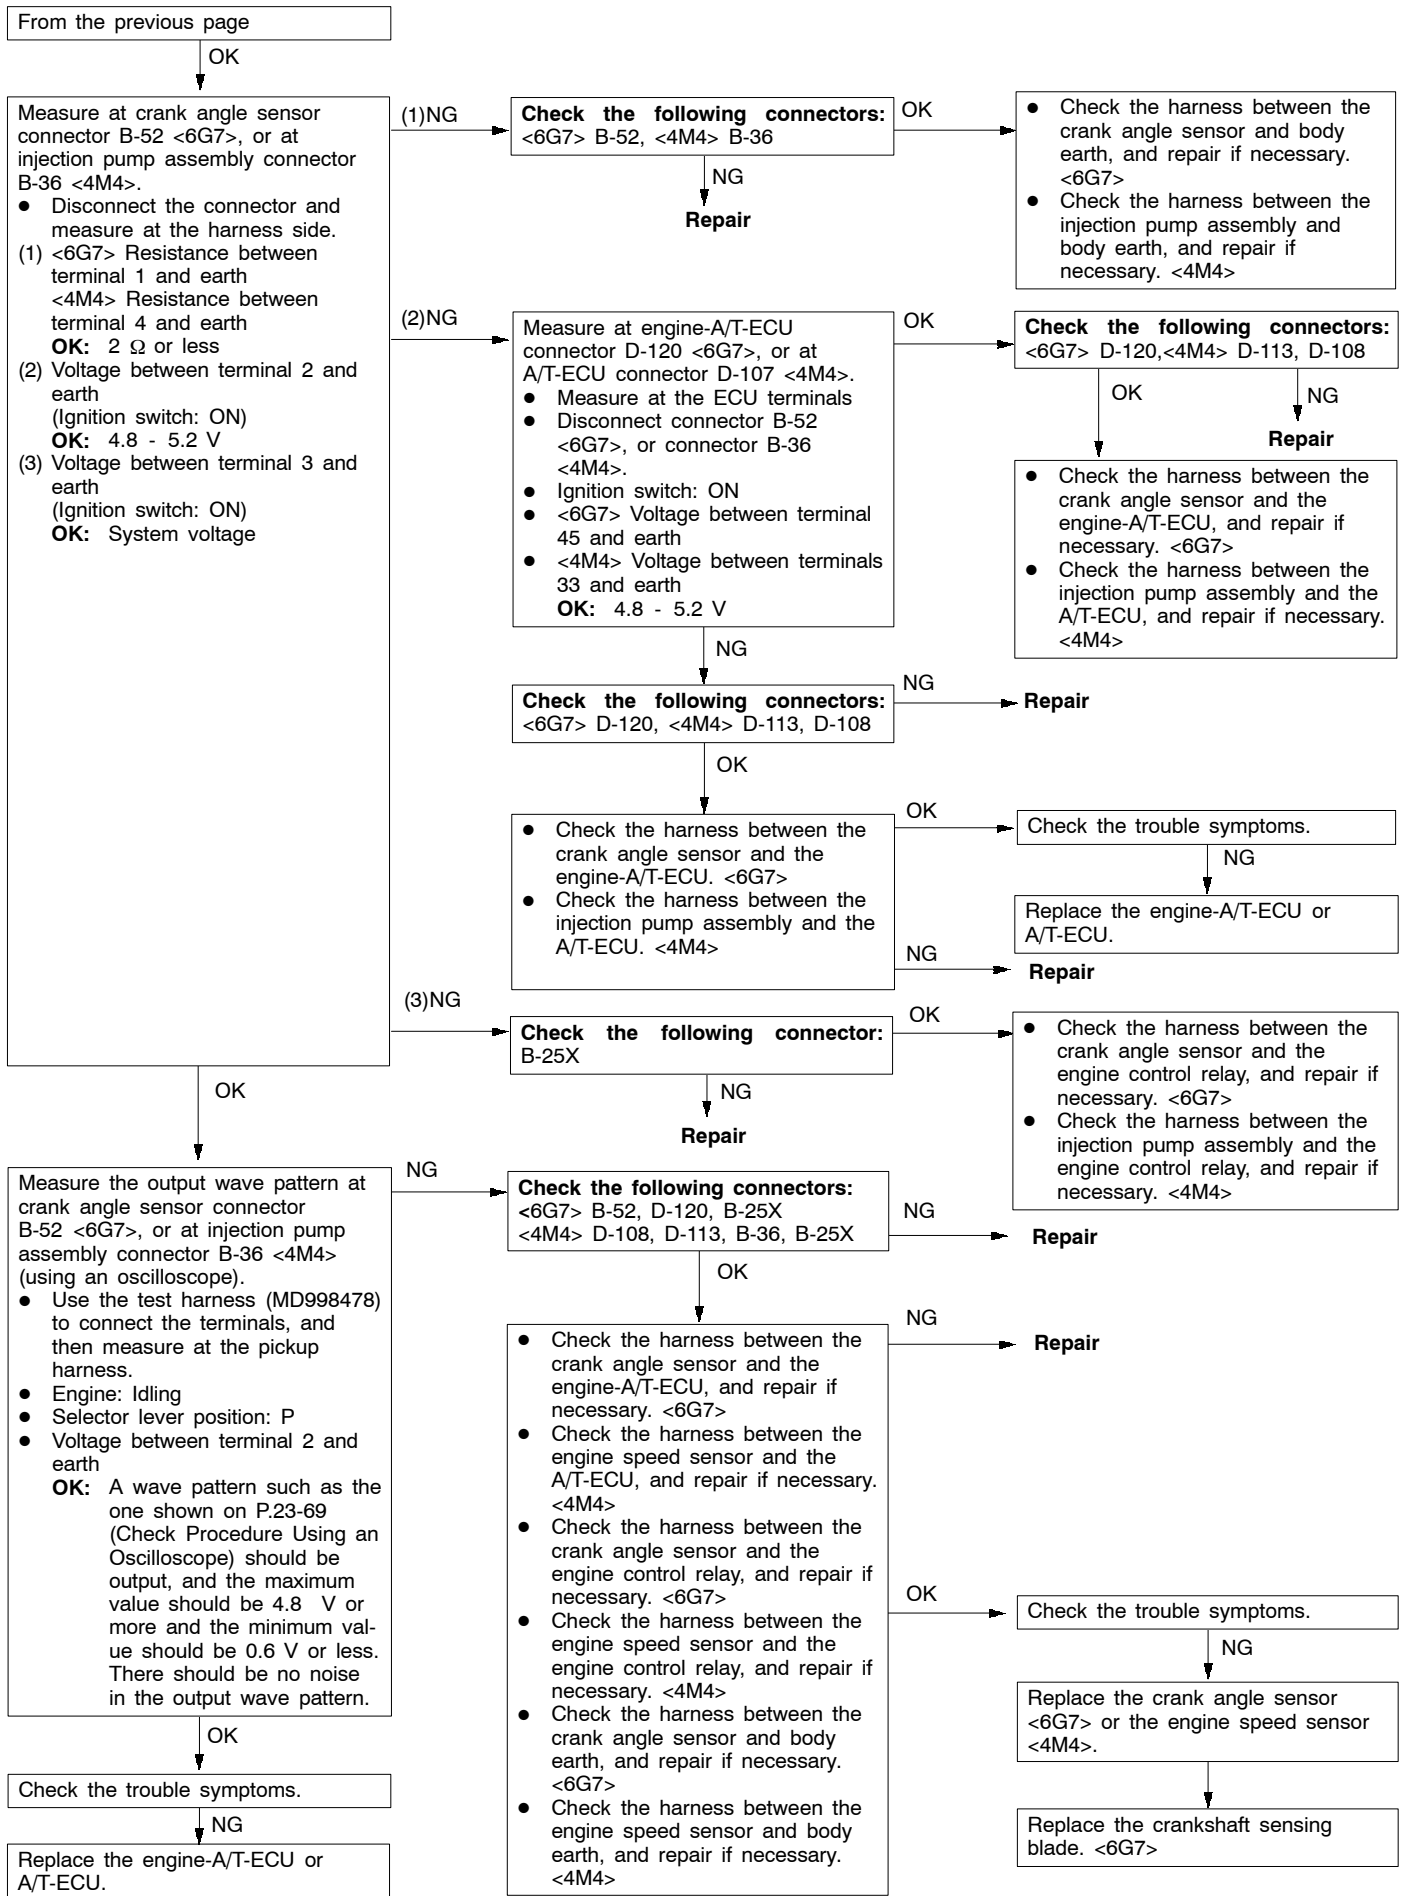 From the previous page
OK
Measure at crank angle sensor
connector B-52 <6G7>, or at
injection pump assembly connector
B-36 <4M4>.
● Disconnect the connector and
measure at the harness side.
(1) <6G7> Resistance between
terminal 1 and earth
<4M4> Resistance between
terminal 4 and earth
OK: 2 Ω or less
(2) Voltage between terminal 2 and
earth
(Ignition switch: ON)
OK: 4.8 - 5.2 V
(3) Voltage between terminal 3 and
earth
(Ignition switch: ON)
OK: System voltage
(1)NG
Check the following connectors:
<6G7> B-52, <4M4> B-36
OK
NG
Repair
● Check the harness between the
crank angle sensor and body
earth, and repair if necessary.
<6G7>
● Check the harness between the
injection pump assembly and
body earth, and repair if
necessary. <4M4>
(2)NG
Measure at engine-A/T-ECU
connector D-120 <6G7>, or at
A/T-ECU connector D-107 <4M4>.
● Measure at the ECU terminals
● Disconnect connector B-52
<6G7>, or connector B-36
<4M4>.
● Ignition switch: ON
● <6G7> Voltage between terminal
45 and earth
● <4M4> Voltage between terminals
33 and earth
OK: 4.8 - 5.2 V
OK
Check the following connectors:
<6G7> D-120,<4M4> D-113, D-108
OK
NG
Repair
● Check the harness between the
crank angle sensor and the
engine-A/T-ECU, and repair if
necessary. <6G7>
● Check the harness between the
injection pump assembly and the
A/T-ECU, and repair if necessary.
<4M4>
NG
Check the following connectors:
<6G7> D-120, <4M4> D-113, D-108
NG
Repair
OK
● Check the harness between the
crank angle sensor and the
engine-A/T-ECU. <6G7>
● Check the harness between the
injection pump assembly and the
A/T-ECU. <4M4>
OK
Check the trouble symptoms.
NG
Replace the engine-A/T-ECU or
A/T-ECU.
NG
Repair
(3)NG
Check the following connector:
B-25X
OK
NG
Repair
● Check the harness between the
crank angle sensor and the
engine control relay, and repair if
necessary. <6G7>
● Check the harness between the
injection pump assembly and the
engine control relay, and repair if
necessary. <4M4>
OK
Measure the output wave pattern at
crank angle sensor connector
B-52 <6G7>, or at injection pump
assembly connector B-36 <4M4>
(using an oscilloscope).
● Use the test harness (MD998478)
to connect the terminals, and
then measure at the pickup
harness.
● Engine: Idling
● Selector lever position: P
● Voltage between terminal 2 and
earth
OK: A wave pattern such as the
one shown on P.23-69
(Check Procedure Using an
Oscilloscope) should be
output, and the maximum
value should be 4.8 V or
more and the minimum val-
ue should be 0.6 V or less.
There should be no noise
in the output wave pattern.
NG
Check the following connectors:
<6G7> B-52, D-120, B-25X
<4M4> D-108, D-113, B-36, B-25X
NG
Repair
OK
● Check the harness between the
crank angle sensor and the
engine-A/T-ECU, and repair if
necessary. <6G7>
● Check the harness between the
engine speed sensor and the
A/T-ECU, and repair if necessary.
<4M4>
● Check the harness between the
crank angle sensor and the
engine control relay, and repair if
necessary. <6G7>
● Check the harness between the
engine speed sensor and the
engine control relay, and repair if
necessary. <4M4>
● Check the harness between the
crank angle sensor and body
earth, and repair if necessary.
<6G7>
● Check the harness between the
engine speed sensor and body
earth, and repair if necessary.
<4M4>
NG
Repair
OK
Check the trouble symptoms.
NG
Replace the crank angle sensor
<6G7> or the engine speed sensor
<4M4>.
Replace the crankshaft sensing
blade. <6G7>
OK
Check the trouble symptoms.
NG
Replace the engine-A/T-ECU or
A/T-ECU.